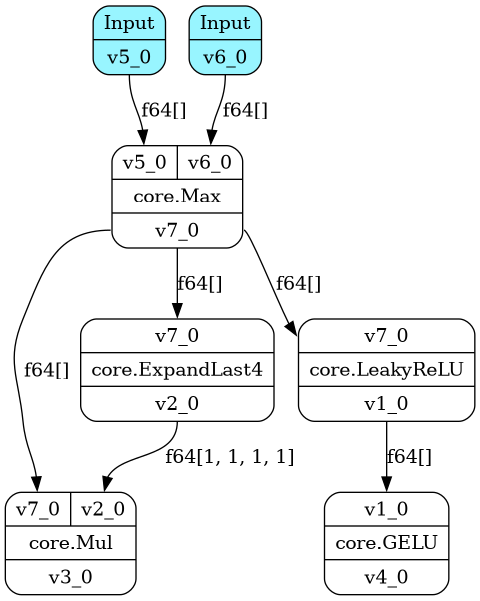 Input
v5_0
Input
v6_0
f64[]
f64[]
v5_0
v6_0
core.Max
v7_0
f64[]
f64[]
f64[]
v7_0
core.ExpandLast4
v2_0
v7_0
core.LeakyReLU
v1_0
f64[1, 1, 1, 1]
f64[]
v7_0
v2_0
core.Mul
v3_0
v1_0
core.GELU
v4_0